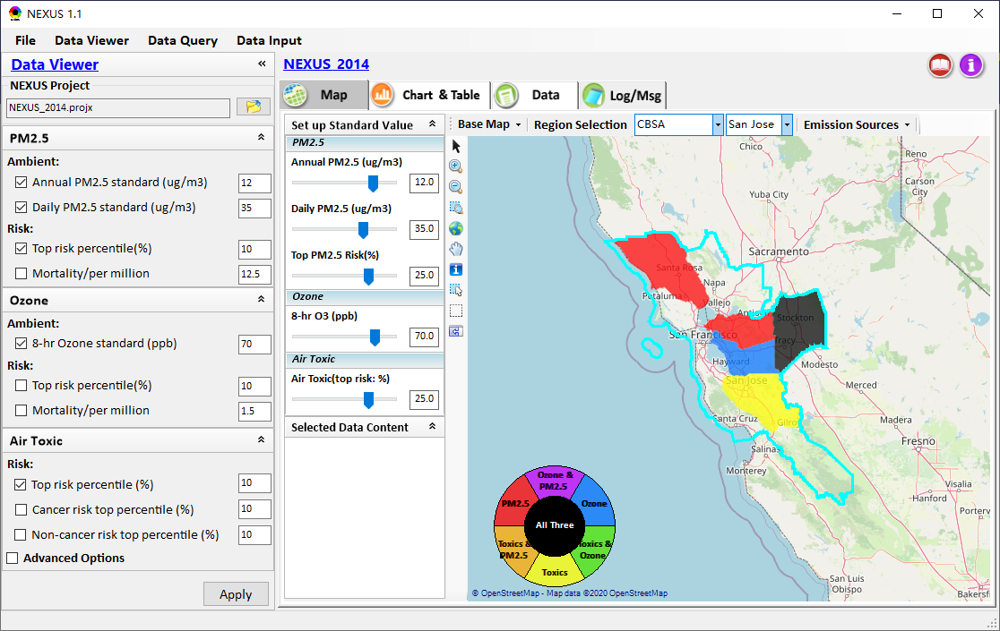 NEXUS 1.1
File Data Viewer Data Query Data Input
Data Viewer «
NEXUS Project
NEXUS_2014.projx
PM2.5
Ambient:
Annual PM2.5 standard (ug/m3) 12
Daily PM2.5 standard (ug/m3) 35
Risk:
Top risk percentile(%) 10
Mortality/per million 12.5
Ozone
Ambient:
8-hr Ozone standard (ppb) 70
Risk:
Top risk percentile(%) 10
Mortality/per million 1.5
Air Toxic
Risk:
Top risk percentile (%) 10
Cancer risk top percentile (%) 10
Non-cancer risk top percentile (%) 10
Advanced Options
Apply
NEXUS_2014
Map Chart & Table Data Log/Msg
Set up Standard Value
PM2.5
Annual PM2.5 (ug/m3)
12.0
Daily PM2.5 (ug/m3)
35.0
Top PM2.5 Risk(%)
25.0
Ozone
8-hr O3 (ppb)
70.0
Air Toxic
Air Toxic(top risk: %)
25.0
Selected Data Content
Base Map Region Selection CBSA San Jose Emission Sources
Chico
Reno
Carson
City
Yuba City
Sacramento
Santa Rosa
Napa
Petaluma
Vallejo
Stockton
San Francisco
Tracy
Hayward
Modesto
San Jose
Merced
Santa Cruz
Gilroy
Madera
Salinas
Fresno
Monterey
Visalia
Hanford
San Luis
Obispo
Ozone &
PM2.5
PM2.5
Ozone
All Three
Toxics &
PM2.5
Toxics &
Ozone
Toxics
© OpenStreetMap - Map data ©2020 OpenStreetMap